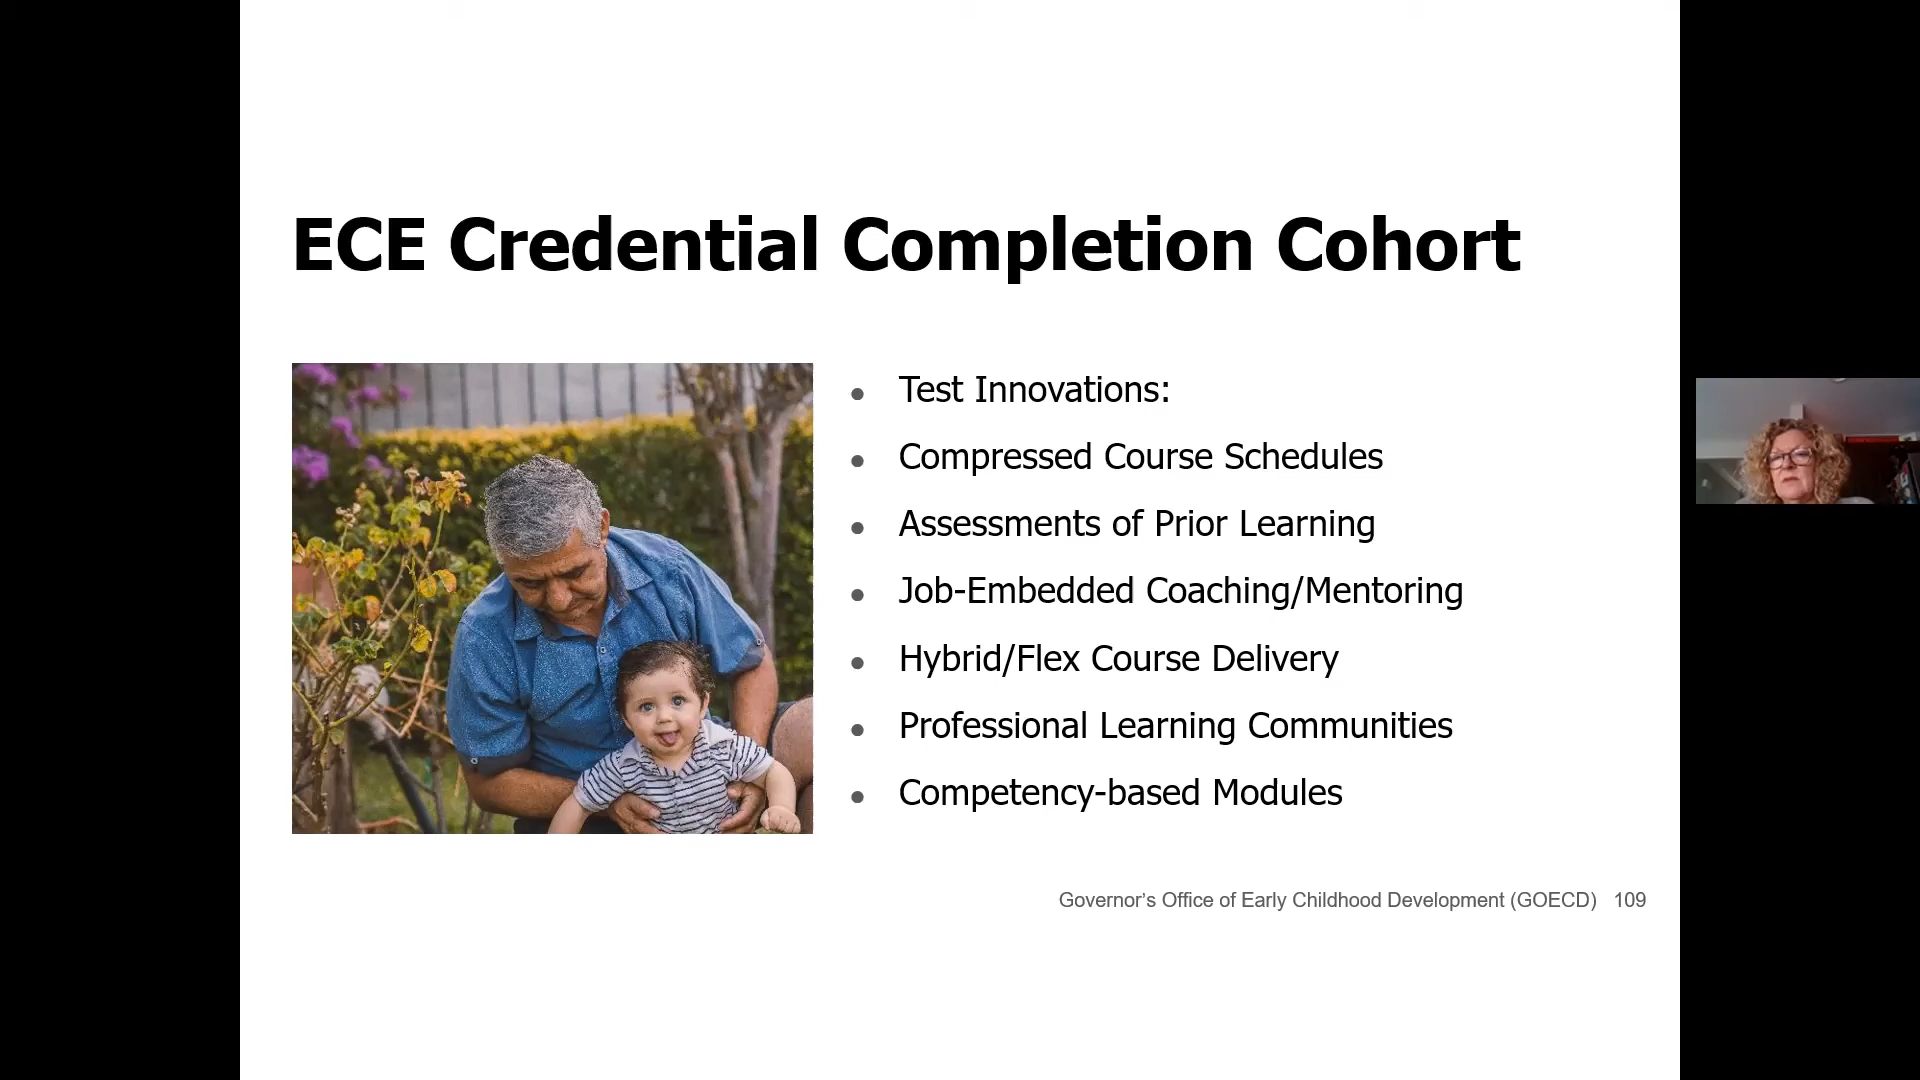 ECE Credential Completion Cohort
• Test Innovations:
• Compressed Course Schedules
• Assessments of Prior Learning
• Job-Embedded Coaching/Mentoring
• Hybrid/Flex Course Delivery
• Professional Learning Communities
• Competency-based Modules
Governor’s Office of Early Childhood Development (GOECD) 109